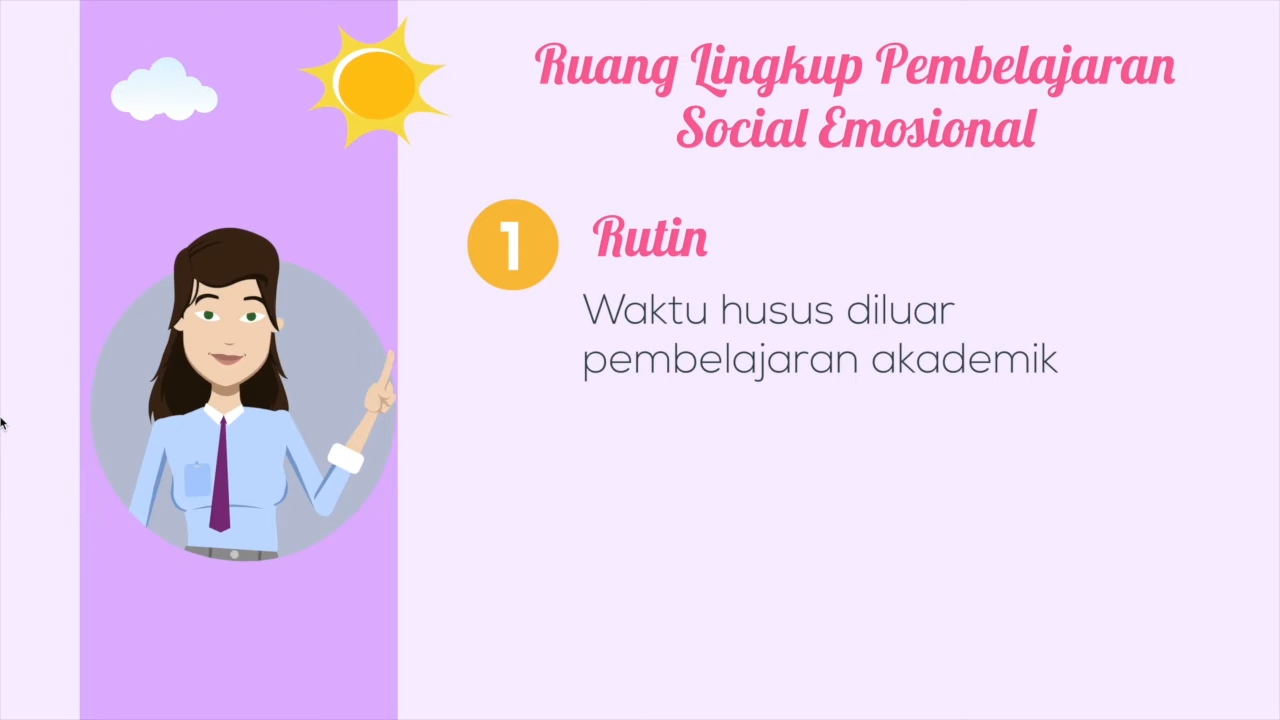 Ruang Lingkup Pembelajaran
Social Emosional
1
Rutin
Waktu husus diluar
pembelajaran akademik